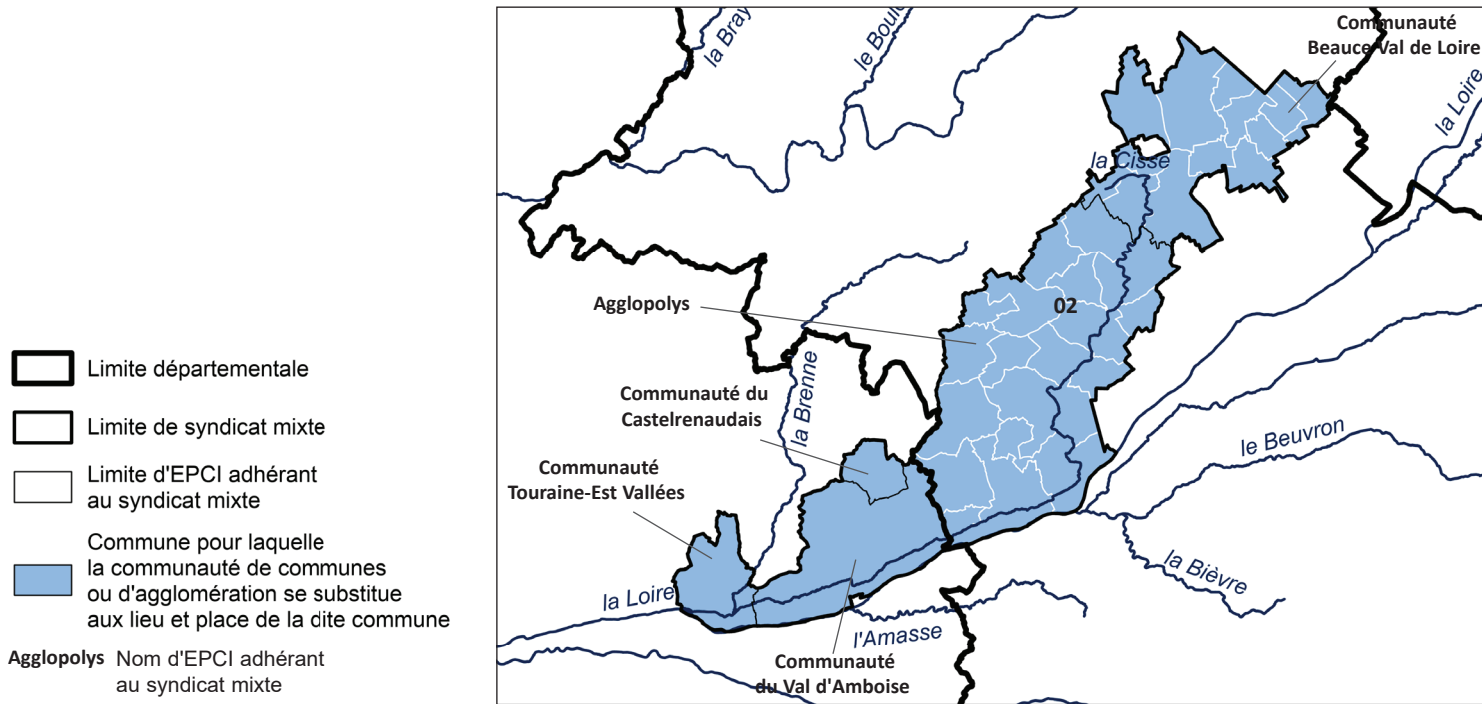 Limite départementale
Limite de syndicat mixte
Limite d'EPCI adhérant
au syndicat mixte
Commune pour laquelle
la communauté de communes
ou d'agglomération se substitue
aux lieu et place de la dite commune
Agglopolys Nom d'EPCI adhérant
au syndicat mixte
la Bray
le Boulo
Communauté
Beauce Val de Loire
la Loire
la Cisse
Agglopolys
02
la Brenne
Communauté du
Castelrenaudais
le Beuvron
Communauté
Touraine-Est Vallées
la Bièvre
la Loire
l'Amasse
Communauté
du Val d'Amboise